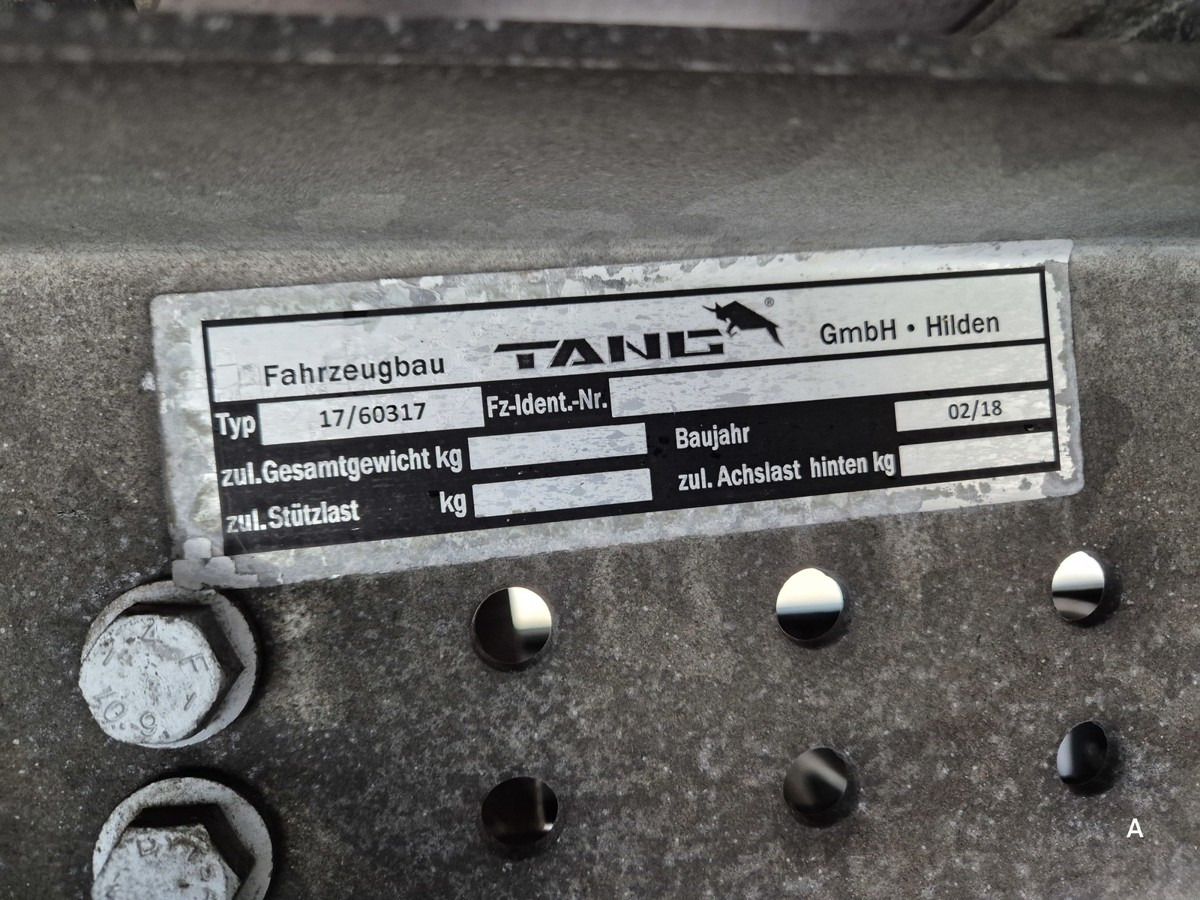 Fahrzeugbau TANG ® GmbH • Hilden
Typ 17/60317 Fz-Ident.-Nr.
zul.Gesamtgewicht kg Baujahr 02/18
zul.Stützlast kg zul. Achslast hinten kg
10.9
A